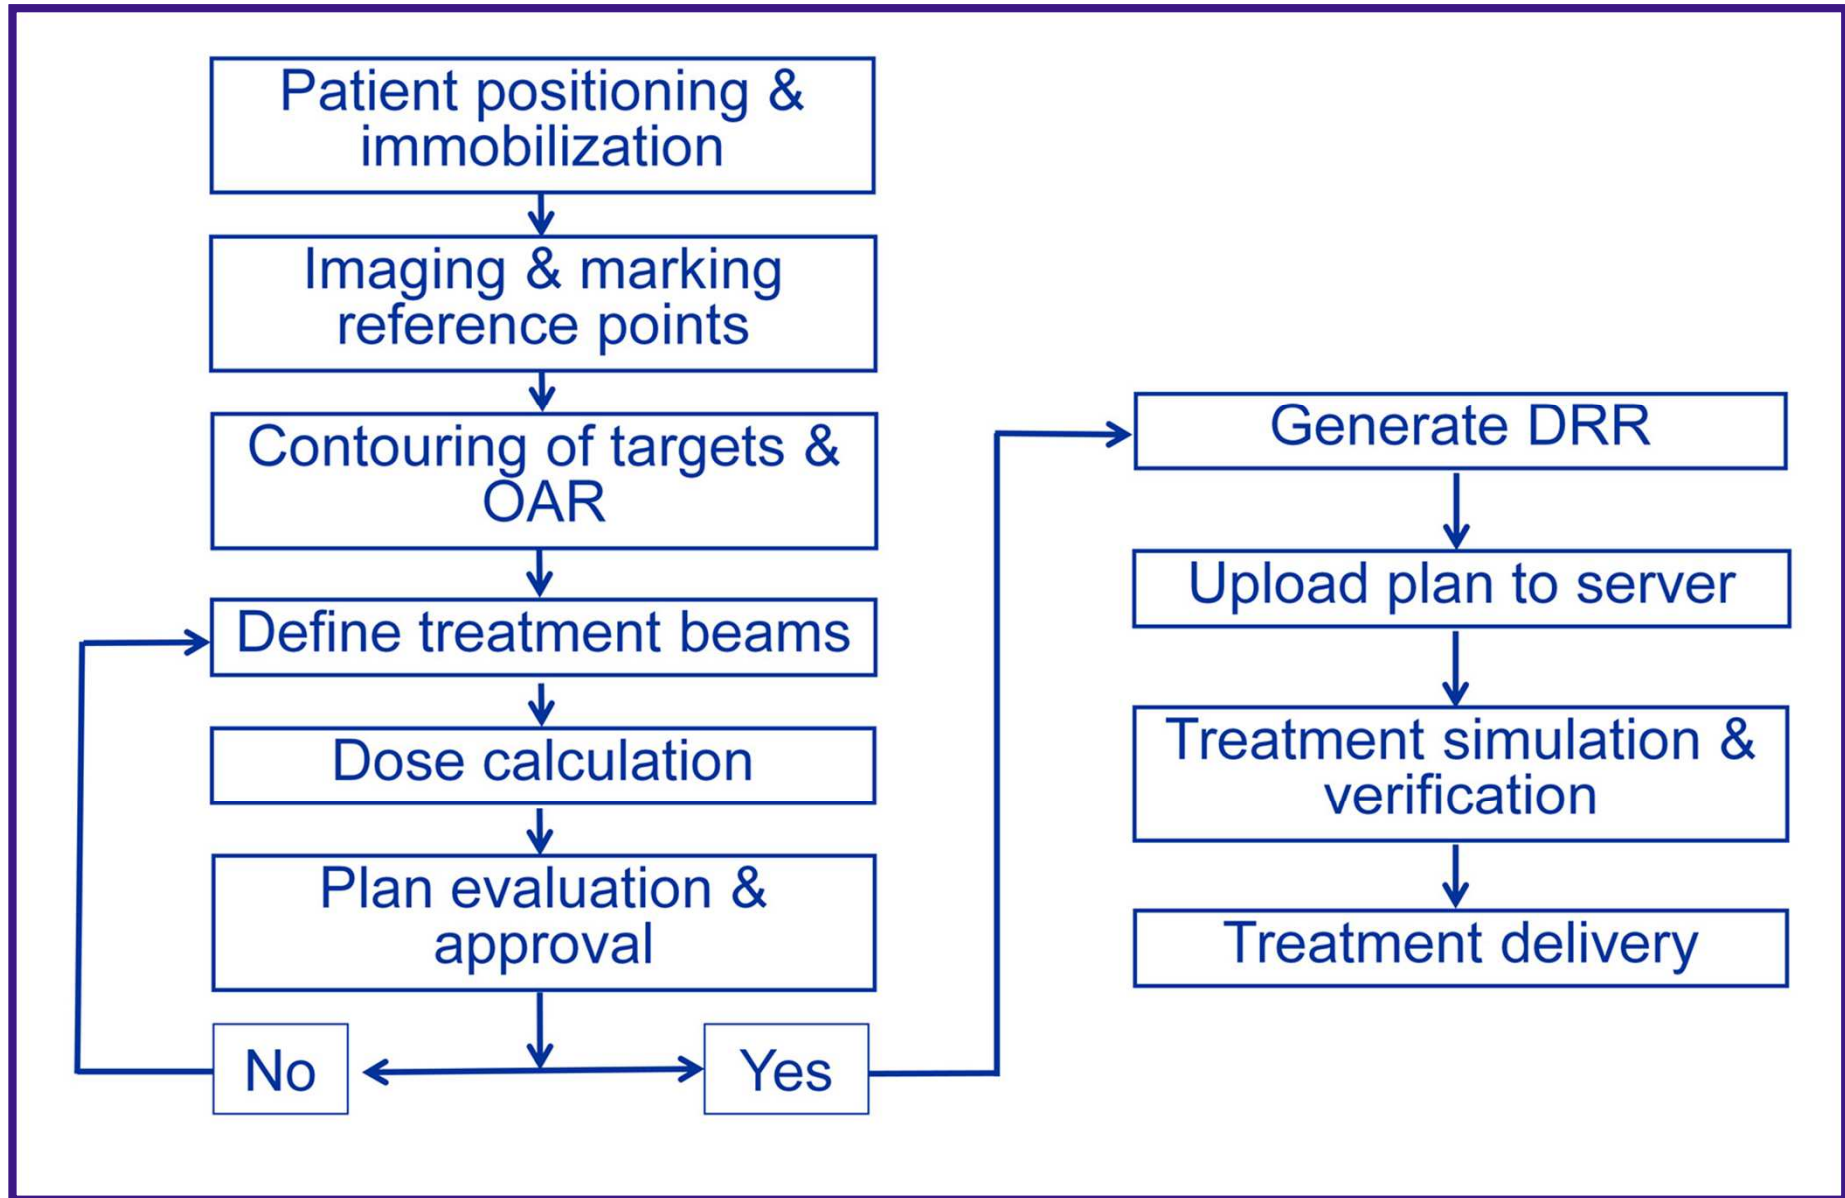 Patient positioning &
immobilization
Imaging & marking
reference points
Contouring of targets &
OAR
Define treatment beams
Dose calculation
Plan evaluation &
approval
No
Yes
Generate DRR
Upload plan to server
Treatment simulation &
verification
Treatment delivery